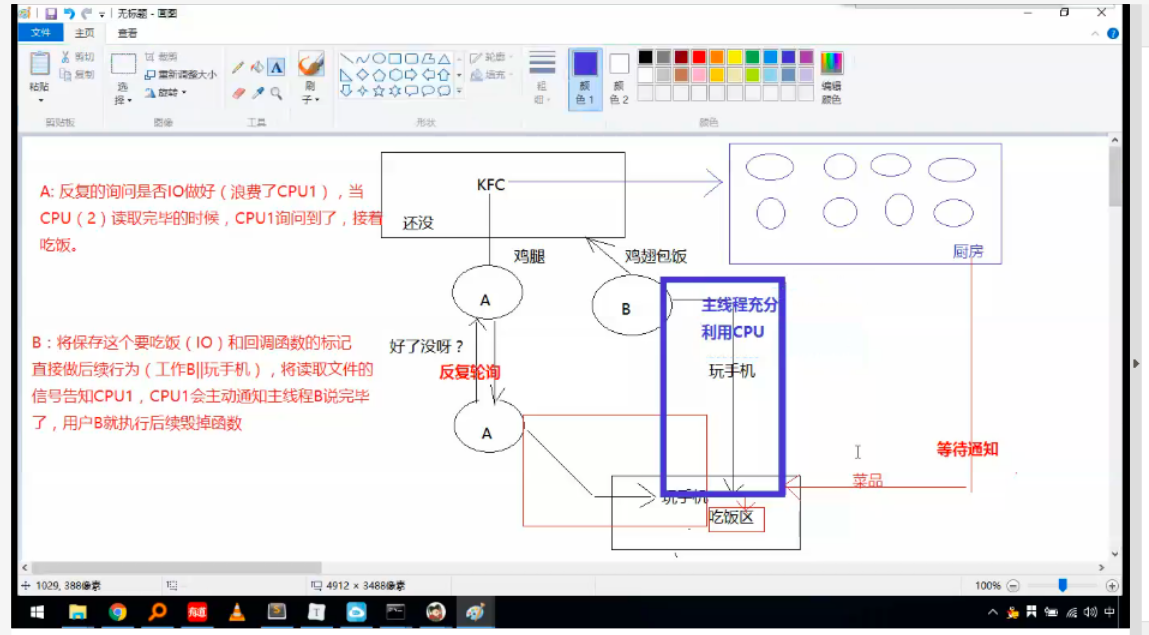 无标题 - 画图
文件 主页 查看
粘贴
剪切
复制
剪贴板
选择
裁剪
重新调整大小
旋转
图像
工具
刷子
形状
轮廓
填充
粗细
颜色 1
颜色 2
编辑颜色
颜色
A: 反复的询问是否IO做好（浪费了CPU1），当
CPU（2）读取完毕的时候，CPU1询问到了，接着
吃饭。
KFC
还没
厨房
鸡腿
鸡翅包饭
A
B
主线程充分
利用CPU
B：将保存这个要吃饭（IO）和回调函数的标记
直接做后续行为（工作B||玩手机），将读取文件的
信号告知CPU1，CPU1会主动通知主线程B说完毕
了，用户B就执行后续毁掉函数
好了没呀？
反复轮询
玩手机
A
等待通知
菜品
玩手机
吃饭区
1029, 388像素
4912 × 3488像素
100%
有道
T
中